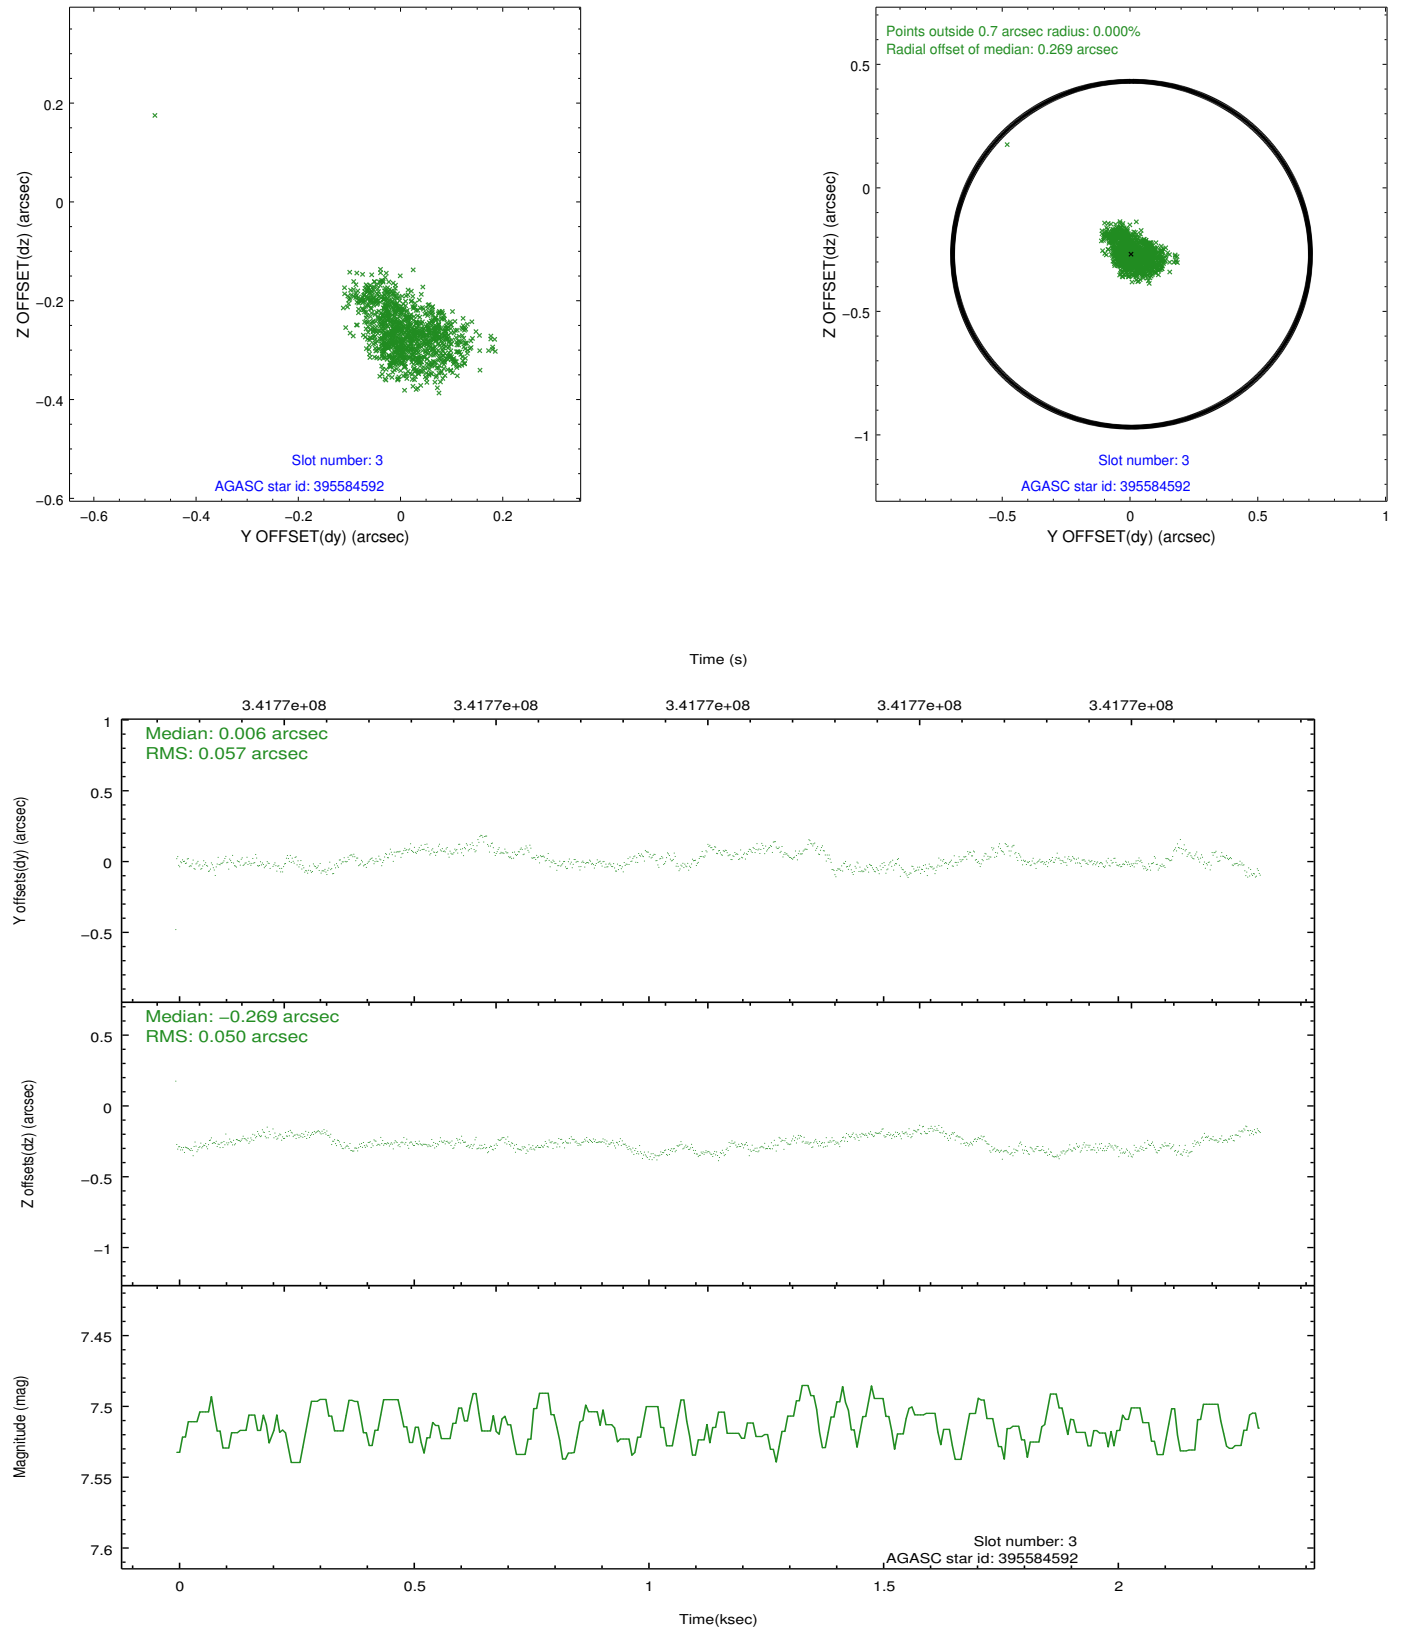 0.2
0
−0.2
−0.4
−0.6
Z OFFSET(dz) (arcsec)
Slot number: 3
AGASC star id: 395584592
−0.6 −0.4 −0.2 0 0.2
Y OFFSET(dy) (arcsec)
Points outside 0.7 arcsec radius: 0.000%
Radial offset of median: 0.269 arcsec
0.5
0
−0.5
−1
Z OFFSET(dz) (arcsec)
Slot number: 3
AGASC star id: 395584592
−0.5 0 0.5 1
Y OFFSET(dy) (arcsec)
Time (s)
3.4177e+08 3.4177e+08 3.4177e+08 3.4177e+08 3.4177e+08
Median: 0.006 arcsec
RMS: 0.057 arcsec
1
0.5
0
−0.5
Y offsets(dy) (arcsec)
Median: −0.269 arcsec
RMS: 0.050 arcsec
0.5
0
−0.5
−1
Z offsets(dz) (arcsec)
7.45
7.5
7.55
7.6
Magnitude (mag)
Slot number: 3
AGASC star id: 395584592
0 0.5 1 1.5 2
Time(ksec)